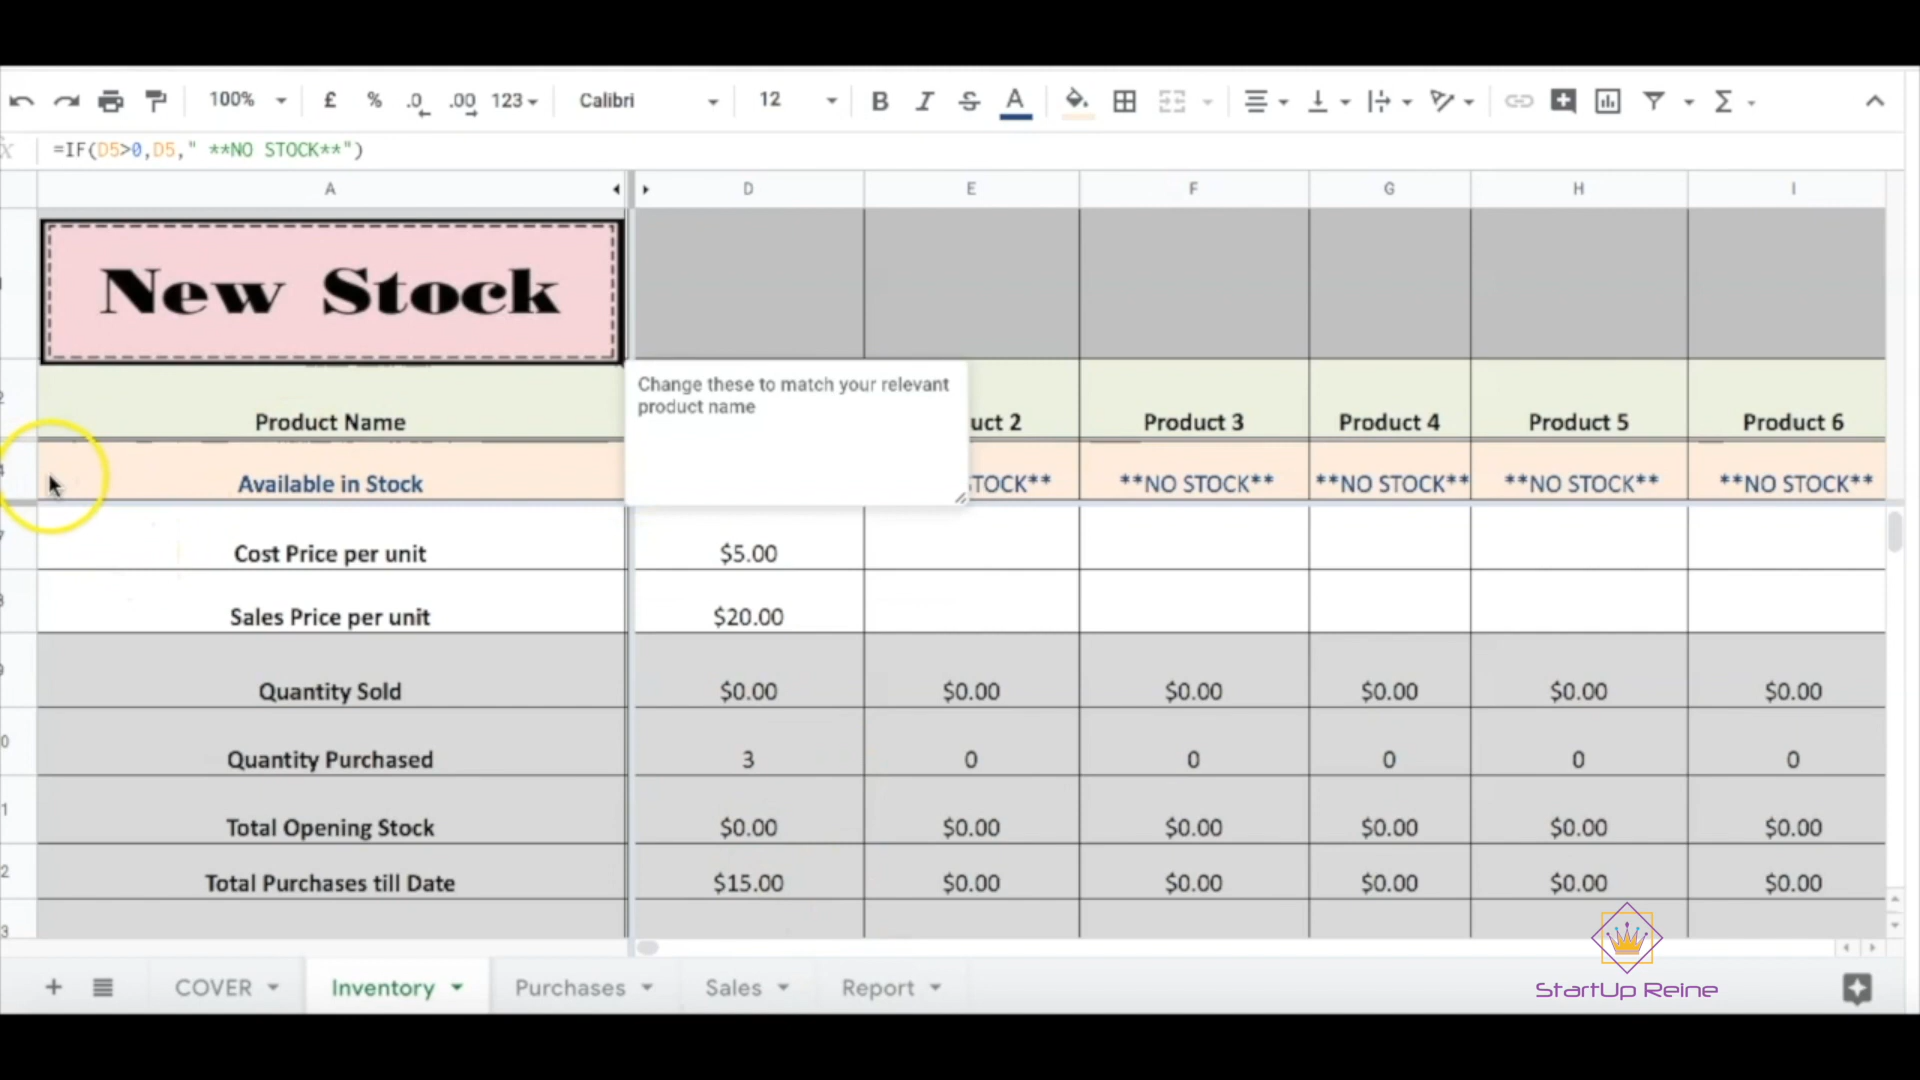 100% £ % .0 .00 123 Calibri 12 B I S A Σ
=IF(D5>0,D5," **NO STOCK**")
A D E F G H I
New Stock
Change these to match your relevant
product name
Product Name uct 2 Product 3 Product 4 Product 5 Product 6
Available in Stock TOCK** **NO STOCK** **NO STOCK** **NO STOCK** **NO STOCK**
Cost Price per unit $5.00
Sales Price per unit $20.00
Quantity Sold $0.00 $0.00 $0.00 $0.00 $0.00 $0.00
Quantity Purchased 3 0 0 0 0 0
Total Opening Stock $0.00 $0.00 $0.00 $0.00 $0.00 $0.00
Total Purchases till Date $15.00 $0.00 $0.00 $0.00 $0.00 $0.00
StartUp Reine
+ COVER Inventory Purchases Sales Report